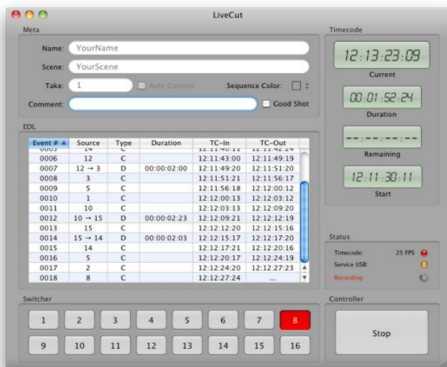 LiveCut
Meta
Name: YourName
Scene: YourScene
Take: 1 Auto Counter Sequence Color:
Comment: Good Shot
EDL
Event # Source Type Duration TC-In TC-Out
0005 14 C 12:11:40:11 12:11:42:24
0006 12 C 12:11:43:00 12:11:49:19
0007 12 → 3 D 00:00:02:00 12:11:49:20 12:11:51:20
0008 3 C 12:11:51:21 12:11:56:17
0009 5 C 12:11:56:18 12:12:00:12
0010 1 C 12:12:00:13 12:12:03:12
0011 10 C 12:12:03:13 12:12:09:20
0012 10 → 15 D 00:00:02:23 12:12:09:21 12:12:12:19
0013 15 C 12:12:12:20 12:12:15:16
0014 15 → 14 D 00:00:02:03 12:12:15:17 12:12:17:20
0015 14 C 12:12:17:21 12:12:20:16
0016 5 C 12:12:20:17 12:12:24:19
0017 2 C 12:12:24:20 12:12:27:23
0018 8 C 12:12:27:24 ...
Switcher
1 2 3 4 5 6 7 8
9 10 11 12 13 14 15 16
Timecode
12:13:23:09
Current
00:01:52:24
Duration
--:--:--:--
Remaining
12:11:30:11
Start
Status
Timecode: 25 FPS
Service USB:
Recording
Controller
Stop